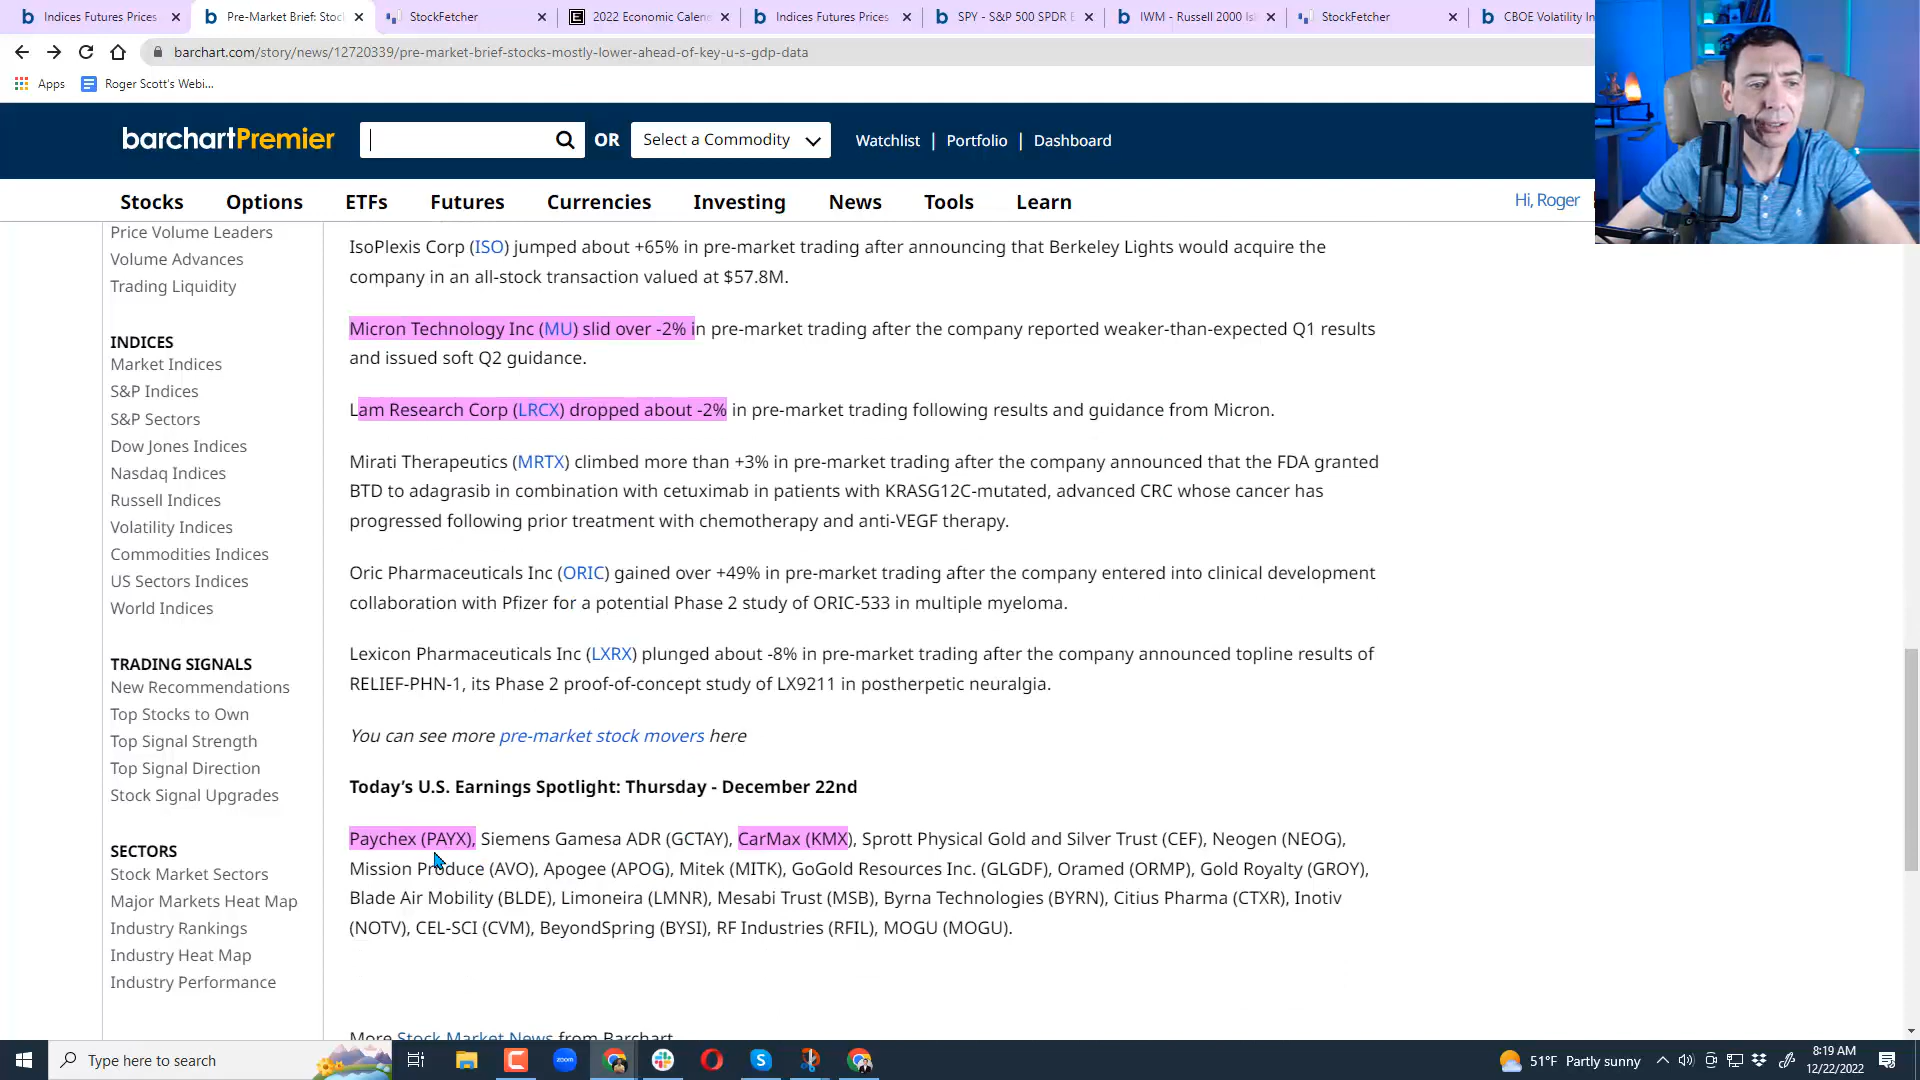 Indices Futures Prices
Pre-Market Brief: Stoc
StockFetcher
2022 Economic Calen
Indices Futures Prices
SPY - S&P 500 SPDR E
IWM - Russell 2000 is
StockFetcher
CBOE Volatility In
barchart.com/story/news/12720339/pre-market-brief-stocks-mostly-lower-ahead-of-key-u-s-gdp-data
Apps
Roger Scott's Webi...
barchartPremier
OR
Select a Commodity
Watchlist | Portfolio | Dashboard
Stocks Options ETFs Futures Currencies Investing News Tools Learn
Hi, Roger
Price Volume Leaders
Volume Advances
Trading Liquidity
INDICES
Market Indices
S&P Indices
S&P Sectors
Dow Jones Indices
Nasdaq Indices
Russell Indices
Volatility Indices
Commodities Indices
US Sectors Indices
World Indices
TRADING SIGNALS
New Recommendations
Top Stocks to Own
Top Signal Strength
Top Signal Direction
Stock Signal Upgrades
SECTORS
Stock Market Sectors
Major Markets Heat Map
Industry Rankings
Industry Heat Map
Industry Performance
IsoPlexis Corp (ISO) jumped about +65% in pre-market trading after announcing that Berkeley Lights would acquire the
company in an all-stock transaction valued at $57.8M.
Micron Technology Inc (MU) slid over -2% in pre-market trading after the company reported weaker-than-expected Q1 results
and issued soft Q2 guidance.
Lam Research Corp (LRCX) dropped about -2% in pre-market trading following results and guidance from Micron.
Mirati Therapeutics (MRTX) climbed more than +3% in pre-market trading after the company announced that the FDA granted
BTD to adagrasib in combination with cetuximab in patients with KRASG12C-mutated, advanced CRC whose cancer has
progressed following prior treatment with chemotherapy and anti-VEGF therapy.
Oric Pharmaceuticals Inc (ORIC) gained over +49% in pre-market trading after the company entered into clinical development
collaboration with Pfizer for a potential Phase 2 study of ORIC-533 in multiple myeloma.
Lexicon Pharmaceuticals Inc (LXRX) plunged about -8% in pre-market trading after the company announced topline results of
RELIEF-PHN-1, its Phase 2 proof-of-concept study of LX9211 in postherpetic neuralgia.
You can see more pre-market stock movers here
Today's U.S. Earnings Spotlight: Thursday - December 22nd
Paychex (PAYX), Siemens Gamesa ADR (GCTAY), CarMax (KMX), Sprott Physical Gold and Silver Trust (CEF), Neogen (NEOG),
Mission Produce (AVO), Apogee (APOG), Mitek (MITK), GoGold Resources Inc. (GLGDF), Oramed (ORMP), Gold Royalty (GROY),
Blade Air Mobility (BLDE), Limoneira (LMNR), Mesabi Trust (MSB), Byrna Technologies (BYRN), Citius Pharma (CTXR), Inotiv
(NOTV), CEL-SCI (CVM), BeyondSpring (BYSI), RF Industries (RFIL), MOGU (MOGU).
More Stock Market News from Barchart
Type here to search
zoom
51°F Partly sunny
8:19 AM
12/22/2022